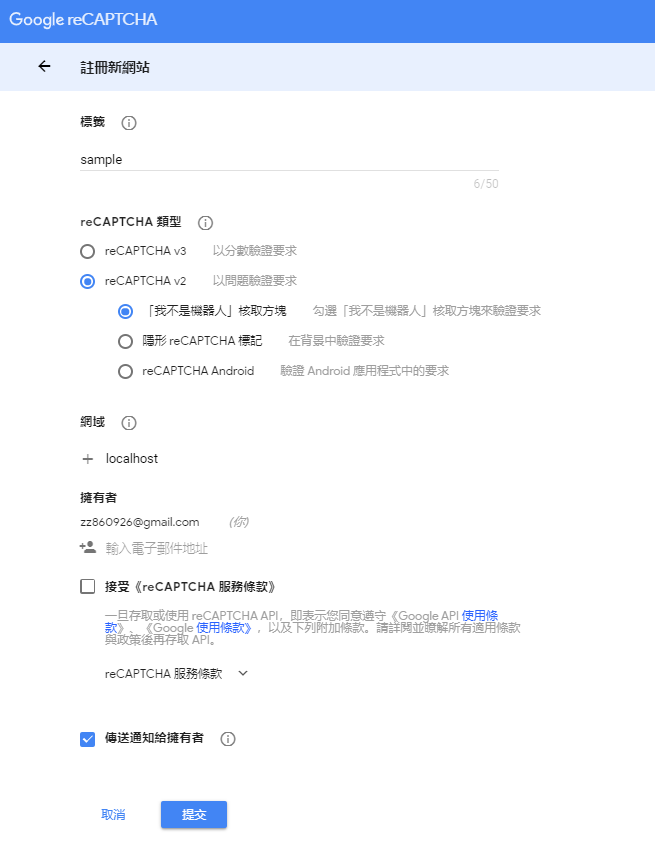 Google reCAPTCHA
註冊新網站
標籤
sample
6/50
reCAPTCHA 類型
reCAPTCHA v3 以分數驗證要求
reCAPTCHA v2 以問題驗證要求
「我不是機器人」核取方塊 勾選「我不是機器人」核取方塊來驗證要求
隱形 reCAPTCHA 標記 在背景中驗證要求
reCAPTCHA Android 驗證 Android 應用程式中的要求
網域
localhost
擁有者
zz860926@gmail.com (你)
輸入電子郵件地址
接受《reCAPTCHA 服務條款》
一旦存取或使用 reCAPTCHA API，即表示您同意遵守《Google API 使用條
款》、《Google 使用條款》，以及下列附加條款。請詳閱並瞭解所有適用條款
與政策後再存取 API。
reCAPTCHA 服務條款
傳送通知給擁有者
取消 提交